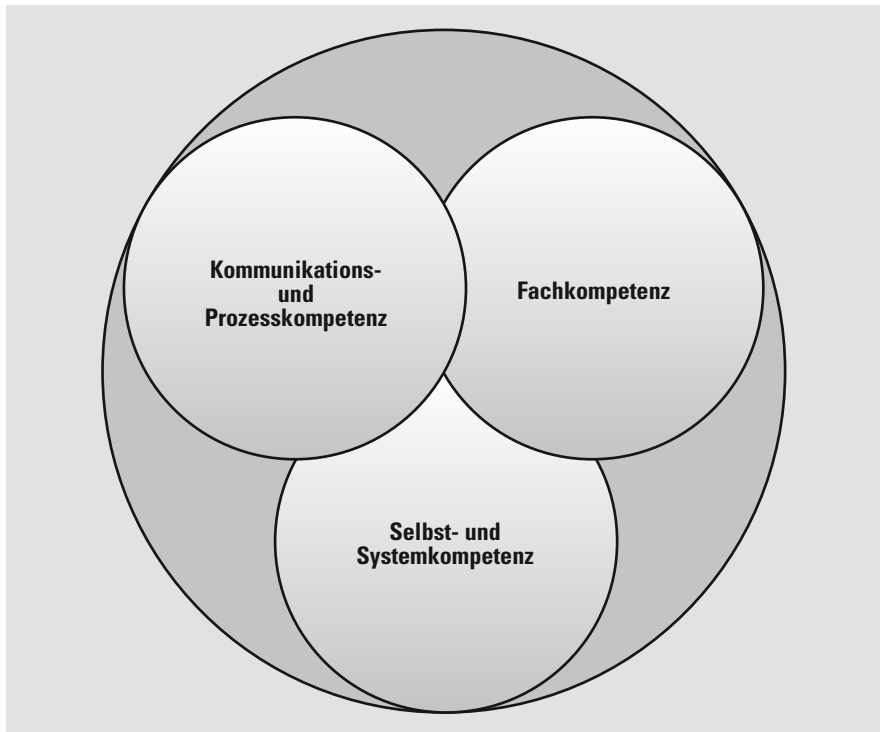 Kommunikations-
und
Prozesskompetenz
Fachkompetenz
Selbst- und
Systemkompetenz